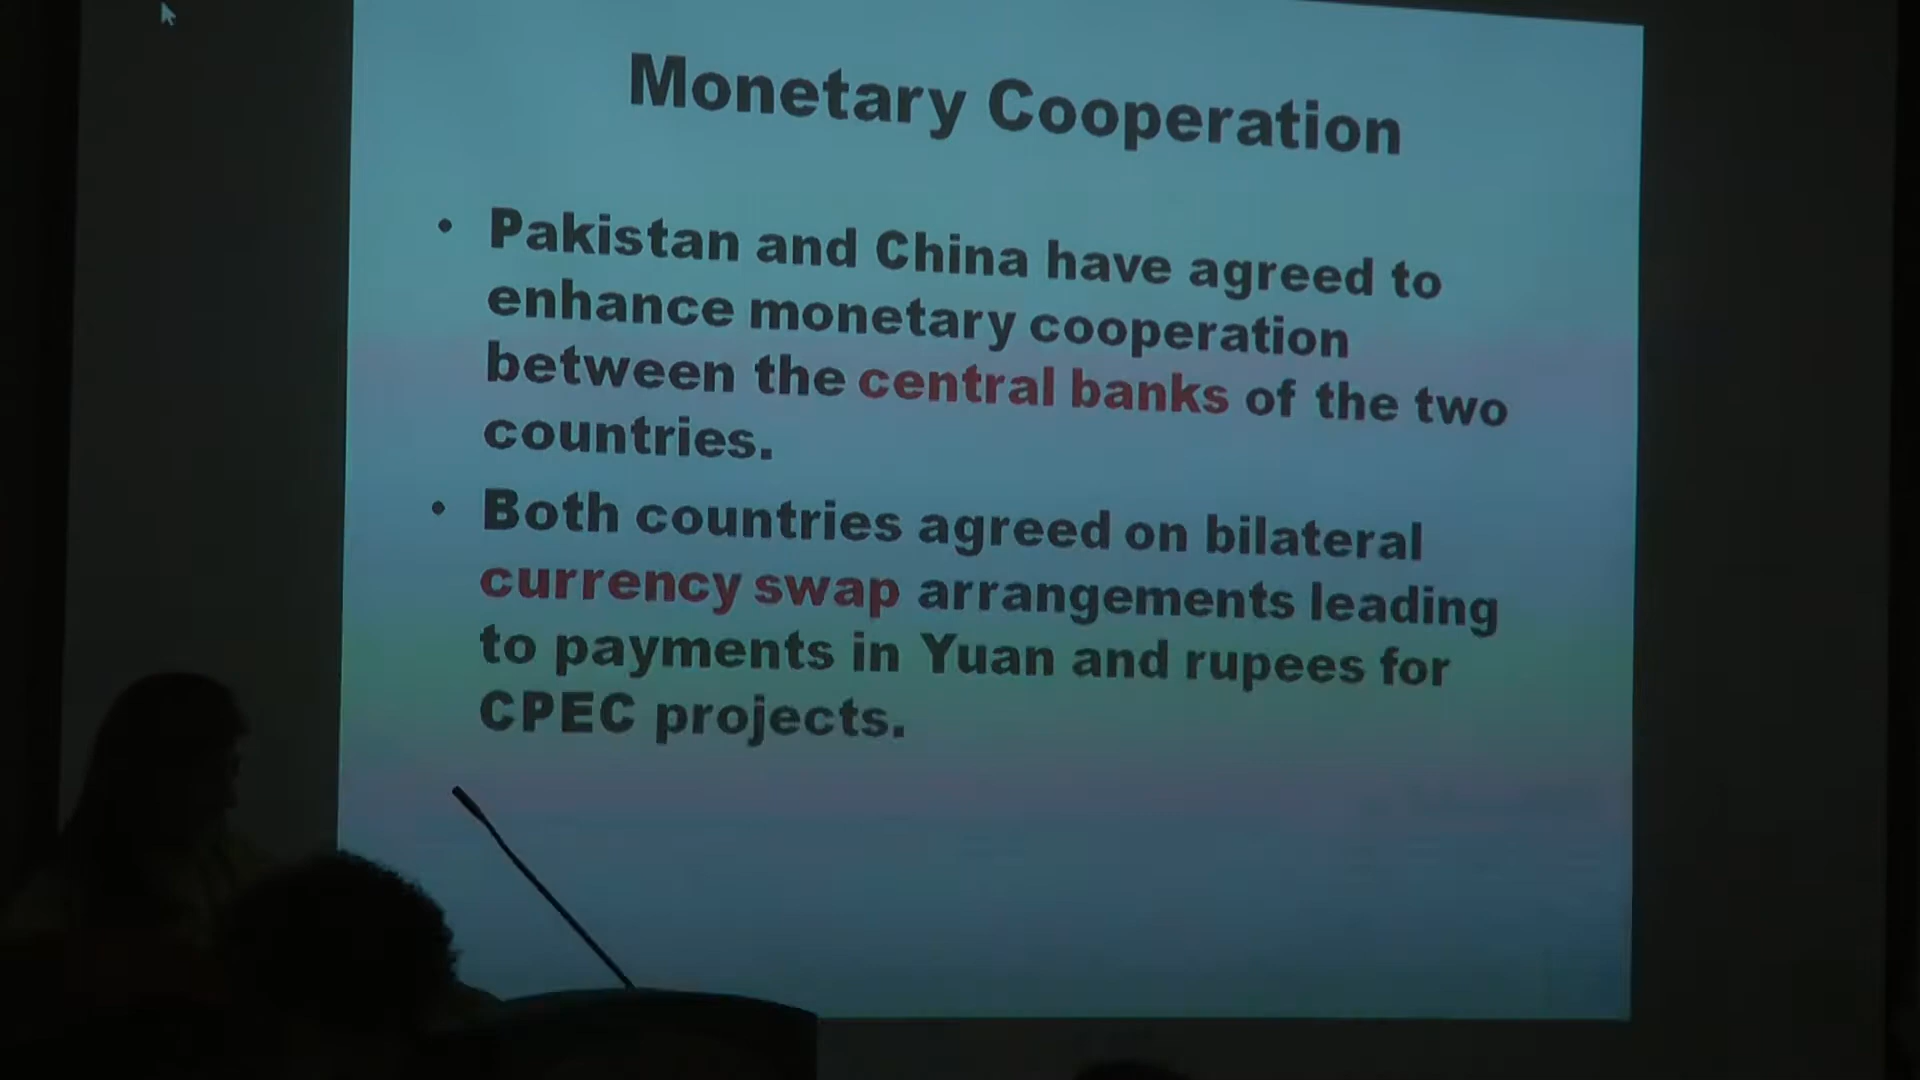 Monetary Cooperation
• Pakistan and China have agreed to
enhance monetary cooperation
between the central banks of the two
countries.
• Both countries agreed on bilateral
currency swap arrangements leading
to payments in Yuan and rupees for
CPEC projects.